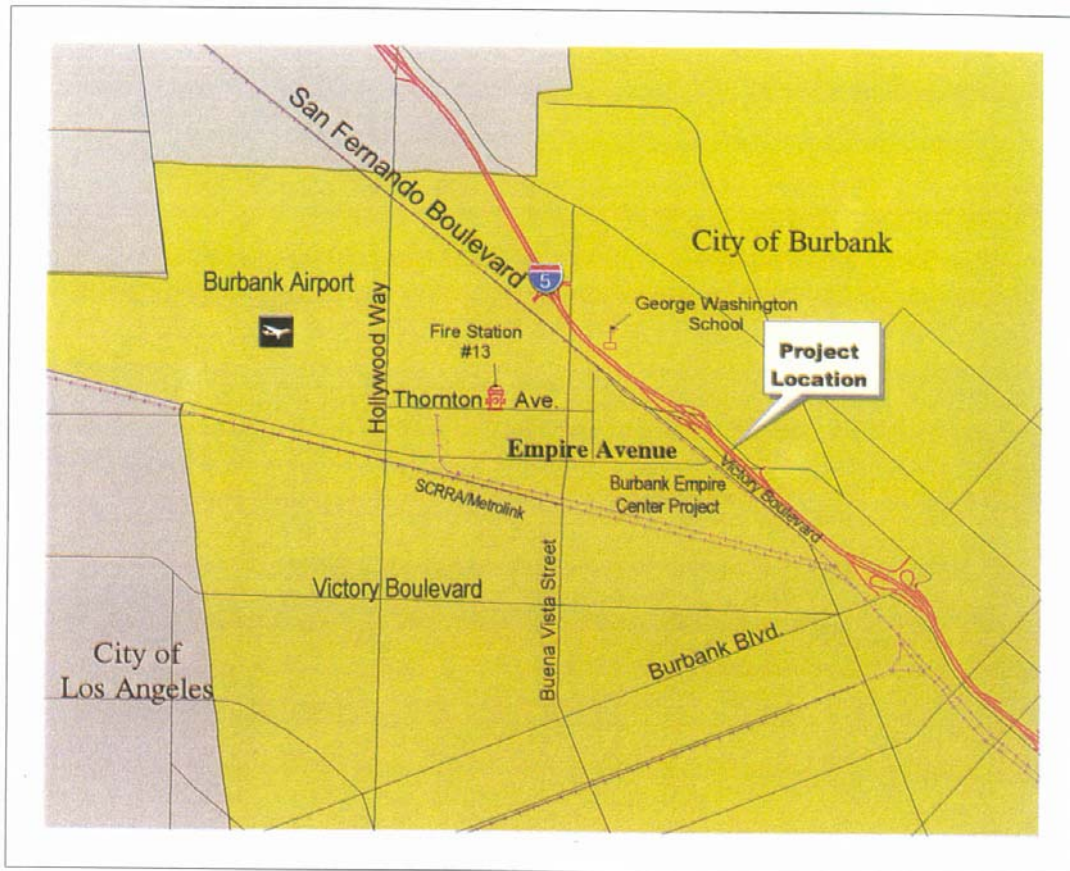 San Fernando Boulevard
City of Burbank
Burbank Airport
5
George Washington
School
Hollywood Way
Fire Station
#13
Project
Location
Thornton Ave.
Empire Avenue
Victory Boulevard
SCRRA/Metrolink
Burbank Empire
Center Project
Victory Boulevard
Buena Vista Street
Burbank Blvd.
City of
Los Angeles